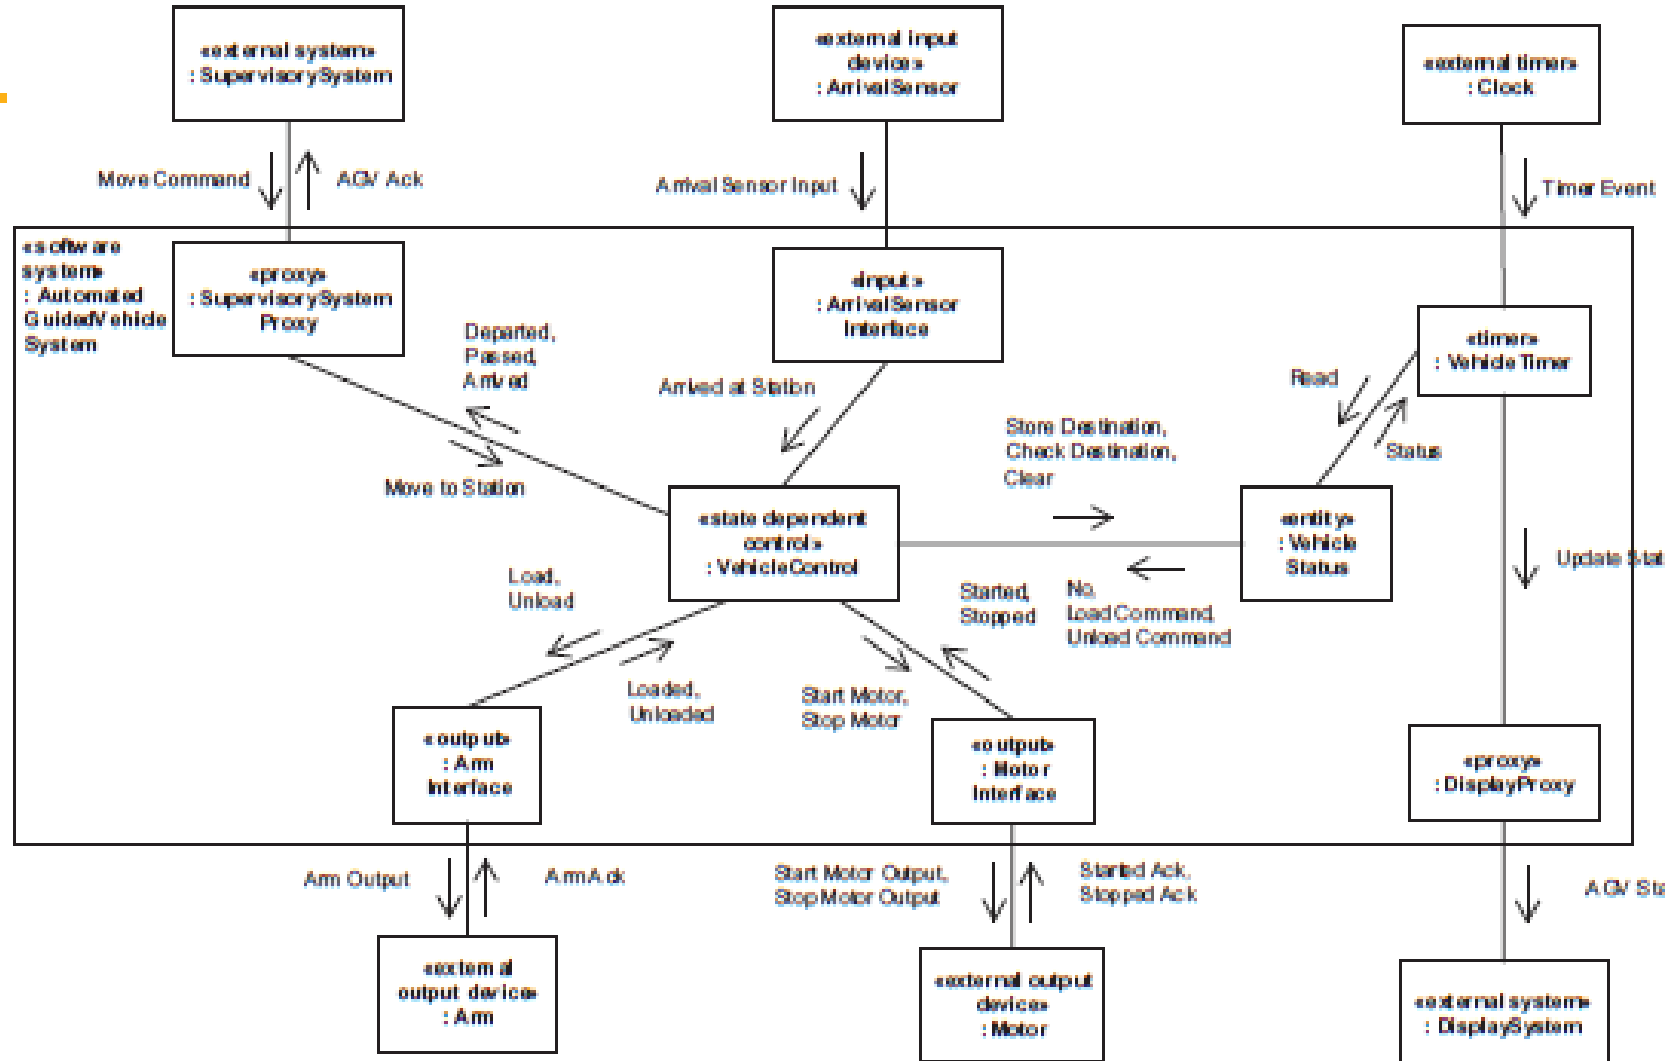 «external system»
: SupervisorySystem
«external input
device»
: ArrivalSensor
«external timer»
: Clock
Move Command
AGV Ack
Arrival Sensor Input
Timer Event
«software
system»
: Automated
GuidedVehicle
System
«proxy»
: SupervisorySystem
Proxy
«input»
: ArrivalSensor
Interface
«timer»
: VehicleTimer
Departed,
Passed,
Arrived
Arrived at Station
Read
Status
Store Destination,
Check Destination,
Clear
Move to Station
«state dependent
control»
: VehicleControl
«entity»
: Vehicle
Status
Update Stat
Load,
Unload
Started,
Stopped
No,
Load Command,
Unload Command
Loaded,
Unloaded
Start Motor,
Stop Motor
«output»
: Arm
Interface
«output»
: Motor
Interface
«proxy»
: DisplayProxy
Arm Output
Arm Ack
Start Motor Output,
Stop Motor Output
Started Ack,
Stopped Ack
AGV Sta
«external
output device»
: Arm
«external output
device»
: Motor
«external system»
: DisplaySystem